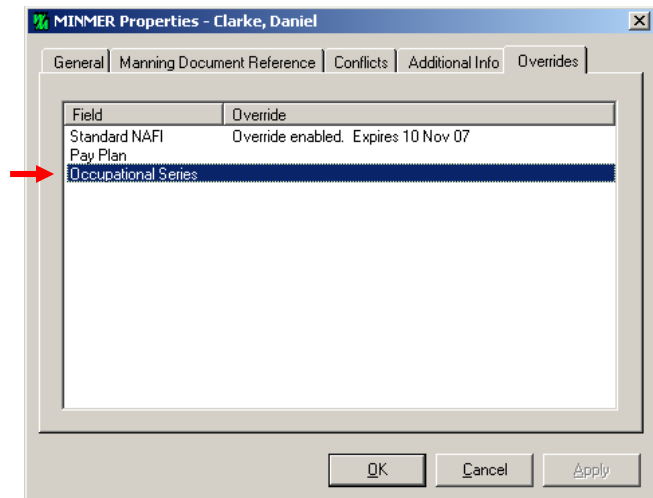 MINMER Properties - Clarke, Daniel
General Manning Document Reference Conflicts Additional Info Overrides
Field Override
Standard NAFI Override enabled. Expires 10 Nov 07
Pay Plan
Occupational Series
OK Cancel Apply